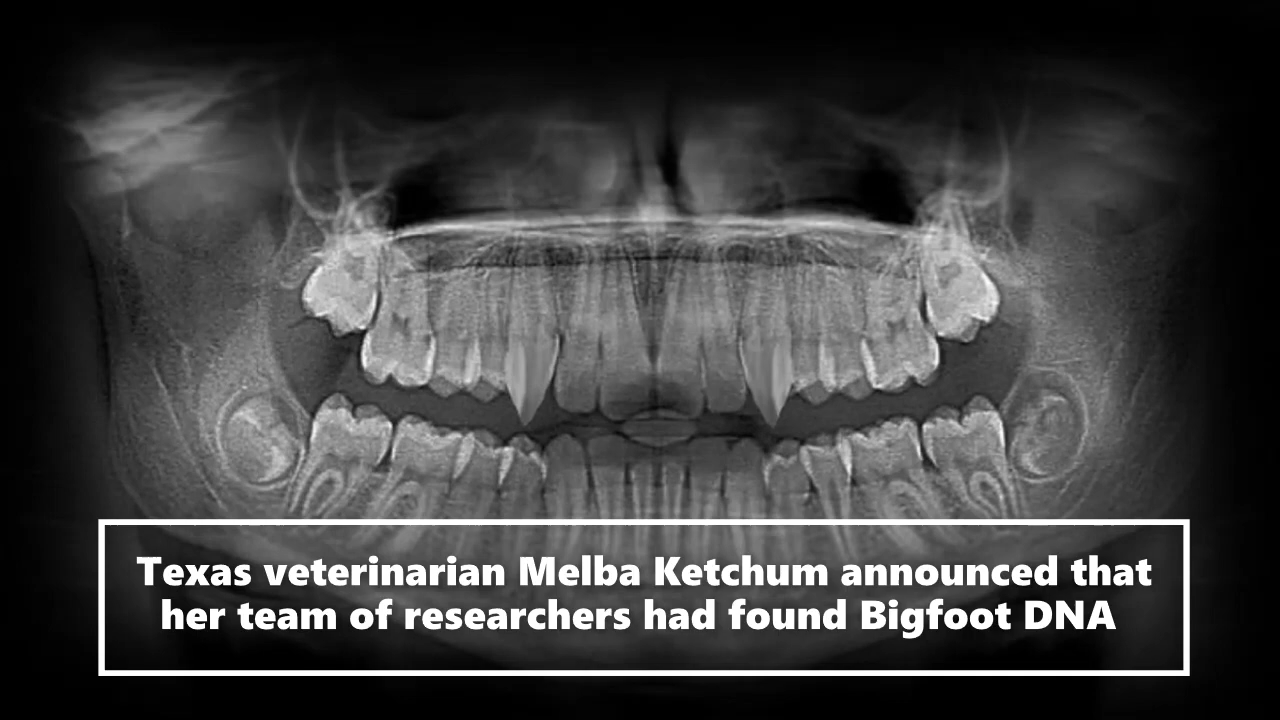 Texas veterinarian Melba Ketchum announced that
her team of researchers had found Bigfoot DNA